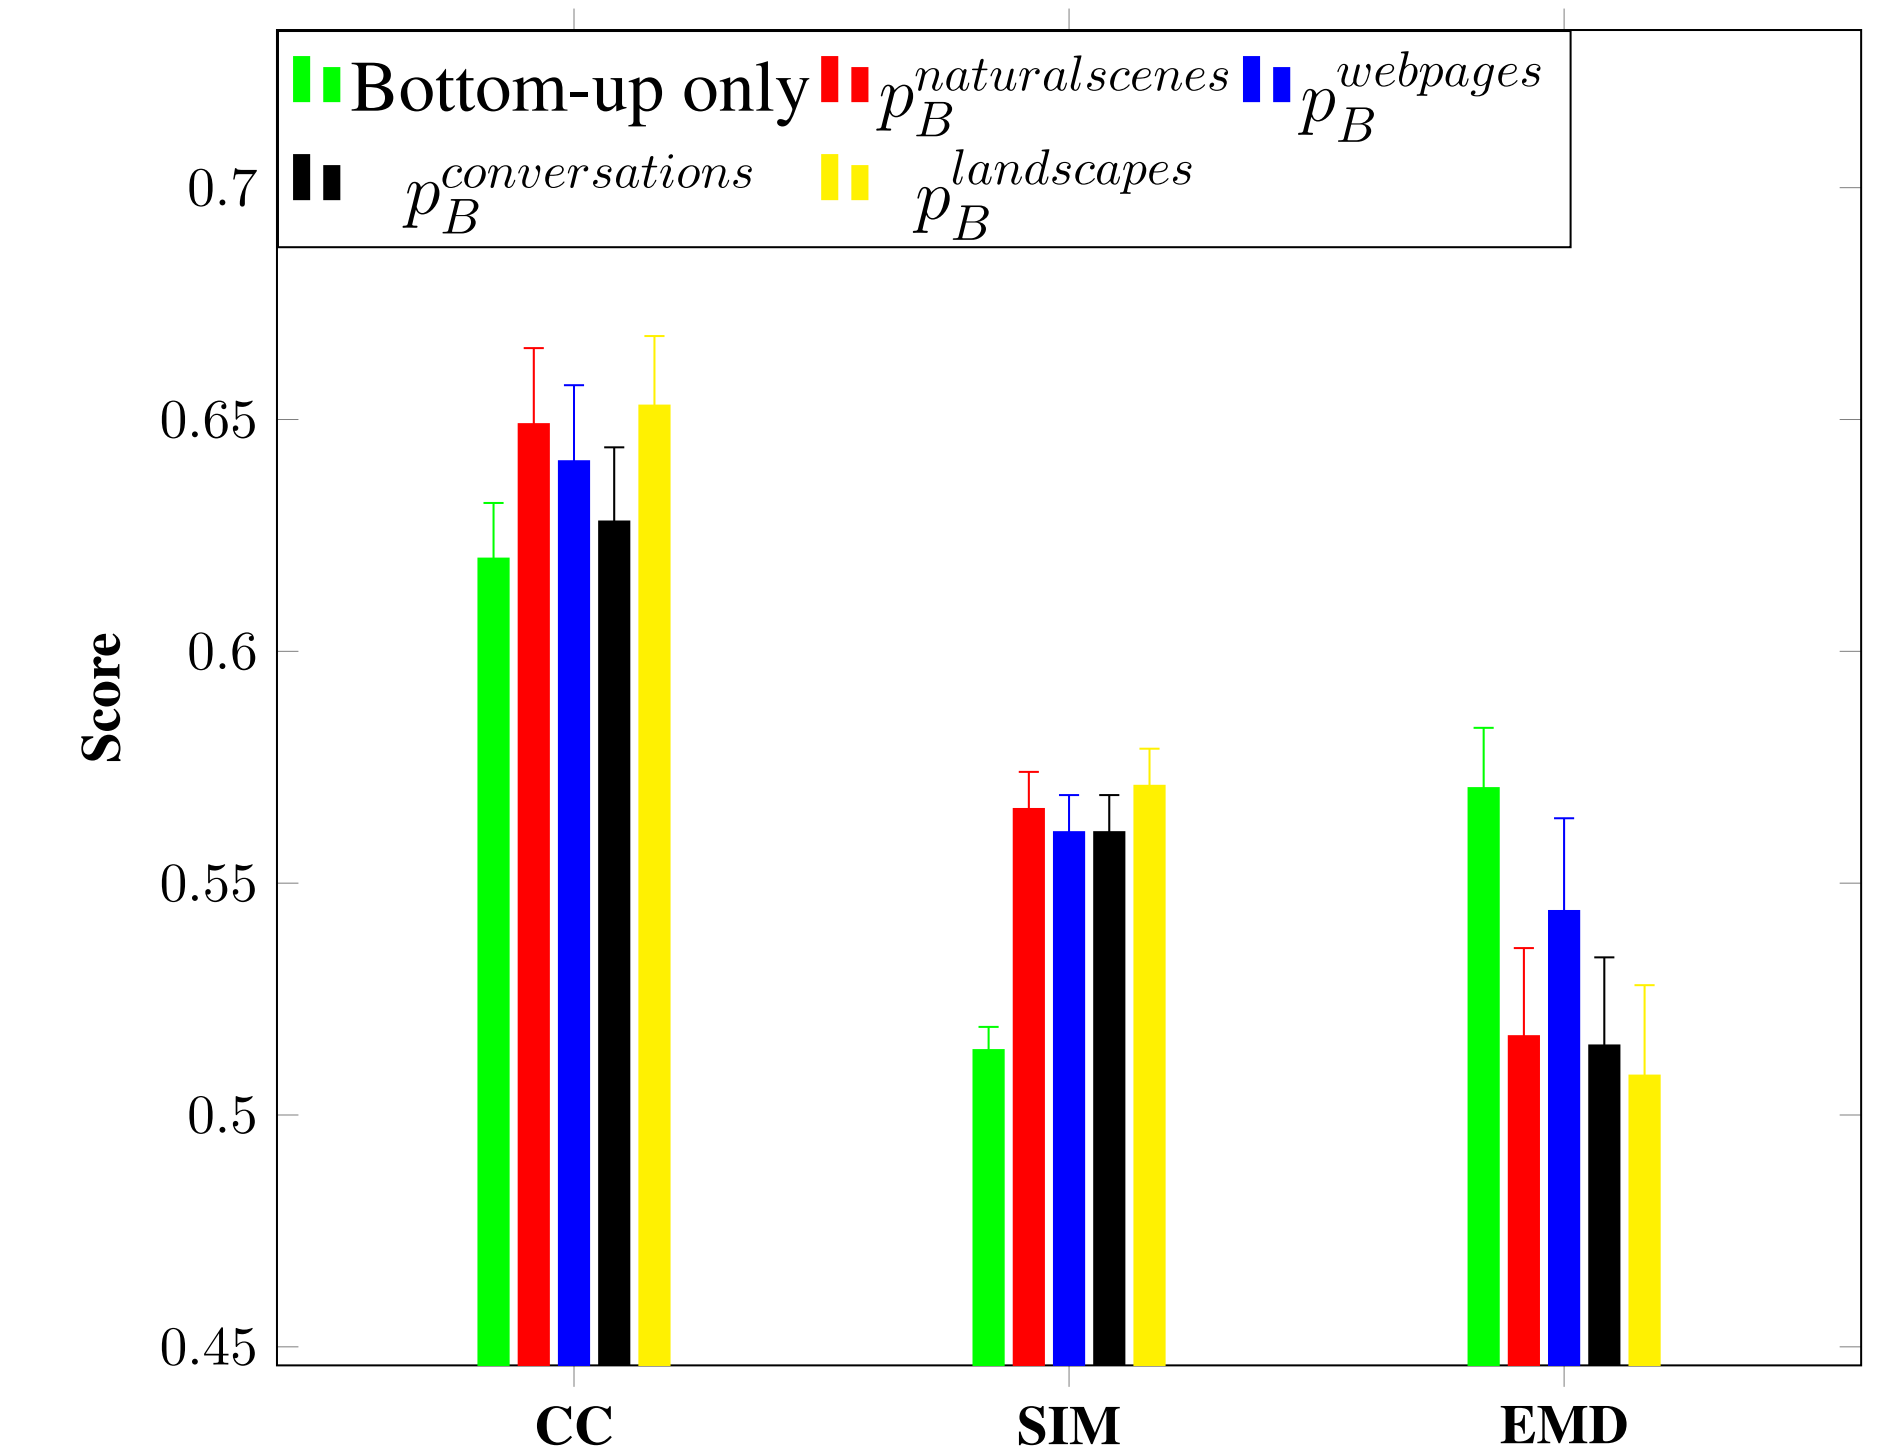 Bottom-up only p_B^{naturalscenes} p_B^{webpages}
p_B^{conversations} p_B^{landscapes}
0.7
0.65
0.6
0.55
0.5
0.45
Score
CC SIM EMD